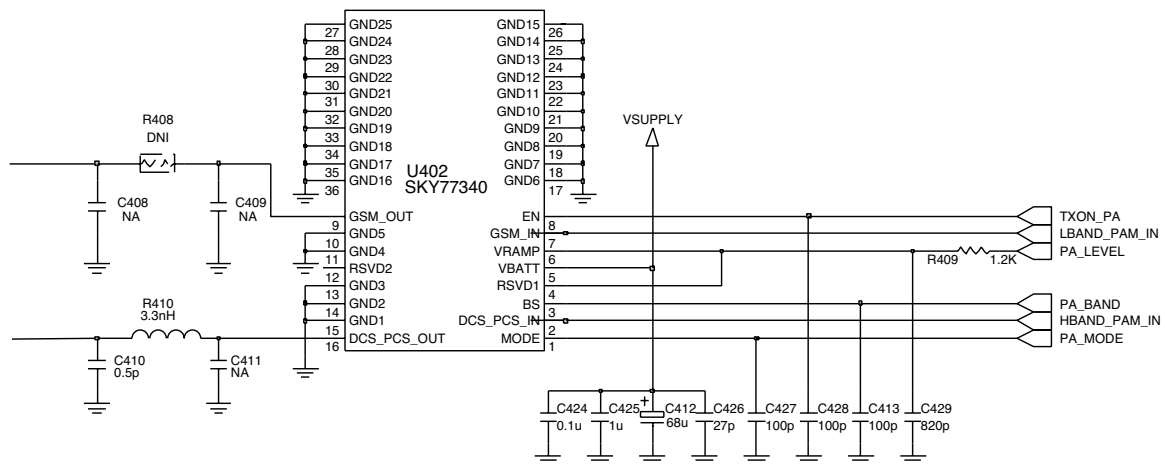 GND25 GND15
27 26
GND24 GND14
28 25
GND23 GND13
29 24
GND22 GND12
30 23
GND21 GND11
31 22
GND20 GND10
32 21
GND19 GND9
33 20
GND18 GND8
34 19
GND17 GND7
35 18
GND16 GND6
36 17
U402
SKY77340
R408
DNI
C408
NA
C409
NA
VSUPPLY
GSM_OUT EN TXON_PA
9 8
GND5 GSM_IN LBAND_PAM_IN
10 7
GND4 VRAMP R409 1.2K PA_LEVEL
11 6
RSVD2 VBATT
12 5
GND3 RSVD1
13 4
GND2 BS PA_BAND
14 3
GND1 DCS_PCS_IN HBAND_PAM_IN
15 2
DCS_PCS_OUT MODE PA_MODE
16 1
R410
3.3nH
C410
0.5p
C411
NA
C424
0.1u
C425
1u
+
C412
68u
C426
27p
C427
100p
C428
100p
C413
100p
C429
820p